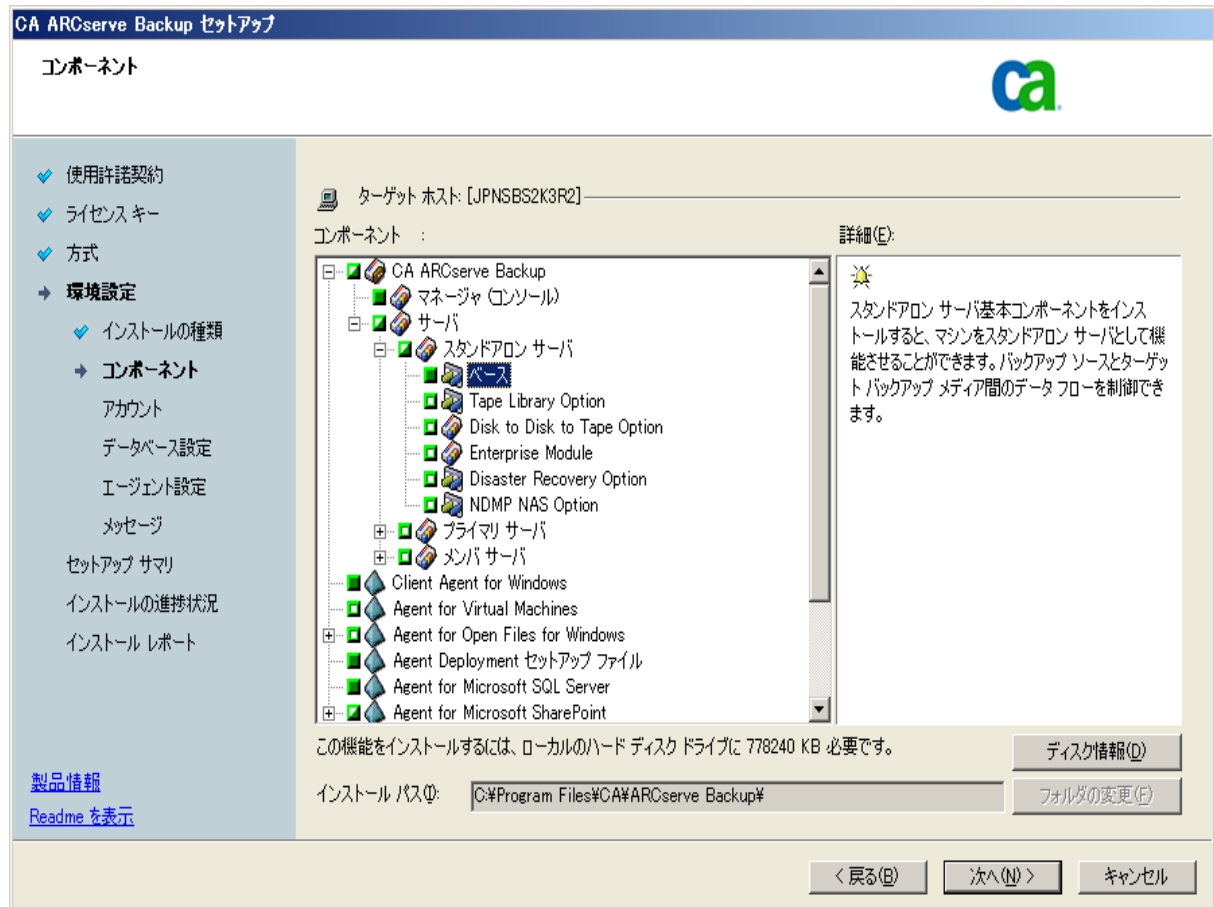 CA ARCserve Backup セットアップ
コンポーネント
ca
使用許諾契約
ライセンス キー
方式
環境設定
インストールの種類
コンポーネント
アカウント
データベース設定
エージェント設定
メッセージ
セットアップ サマリ
インストールの進捗状況
インストール レポート
製品情報
Readme を表示
ターゲット ホスト: [JPNSBS2K3R2]
コンポーネント :
CA ARCserve Backup
マネージャ (コンソール)
サーバ
スタンドアロン サーバ
ベース
Tape Library Option
Disk to Disk to Tape Option
Enterprise Module
Disaster Recovery Option
NDMP NAS Option
プライマリ サーバ
メンバ サーバ
Client Agent for Windows
Agent for Virtual Machines
Agent for Open Files for Windows
Agent Deployment セットアップ ファイル
Agent for Microsoft SQL Server
Agent for Microsoft SharePoint
詳細(E):
スタンドアロン サーバ基本コンポーネントをインス
トールすると、マシンをスタンドアロン サーバとして機
能させることができます。バックアップ ソースとターゲッ
ト バックアップ メディア間のデータ フローを制御でき
ます。
この機能をインストールするには、ローカルのハード ディスク ドライブに 778240 KB 必要です。
ディスク情報(D)
インストール パス(I):
C:¥Program Files¥CA¥ARCserve Backup¥
フォルダの変更(F)
< 戻る(B)
次へ(N) >
キャンセル